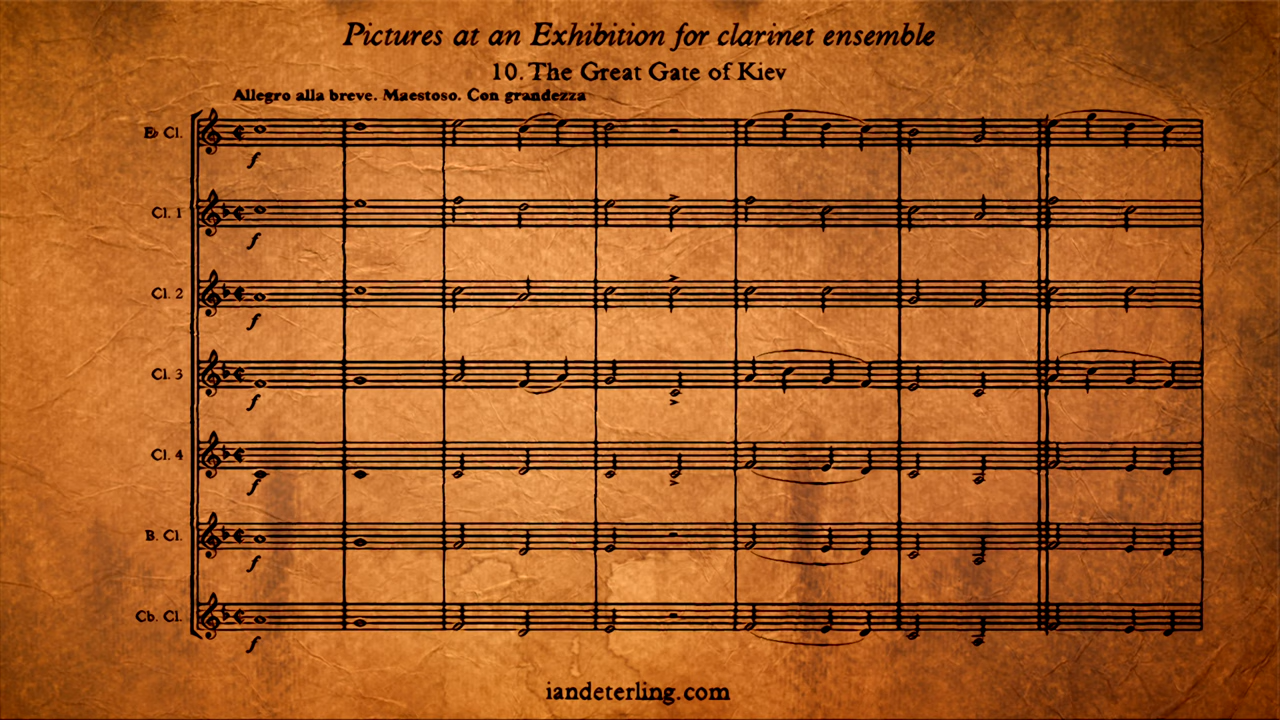 Pictures at an Exhibition for clarinet ensemble
10. The Great Gate of Kiev
Allegro alla breve. Maestoso. Con grandezza
E♭ Cl.
f
Cl. 1
f
Cl. 2
f
Cl. 3
f
Cl. 4
f
B. Cl.
f
Cb. Cl.
f
iandeterling.com